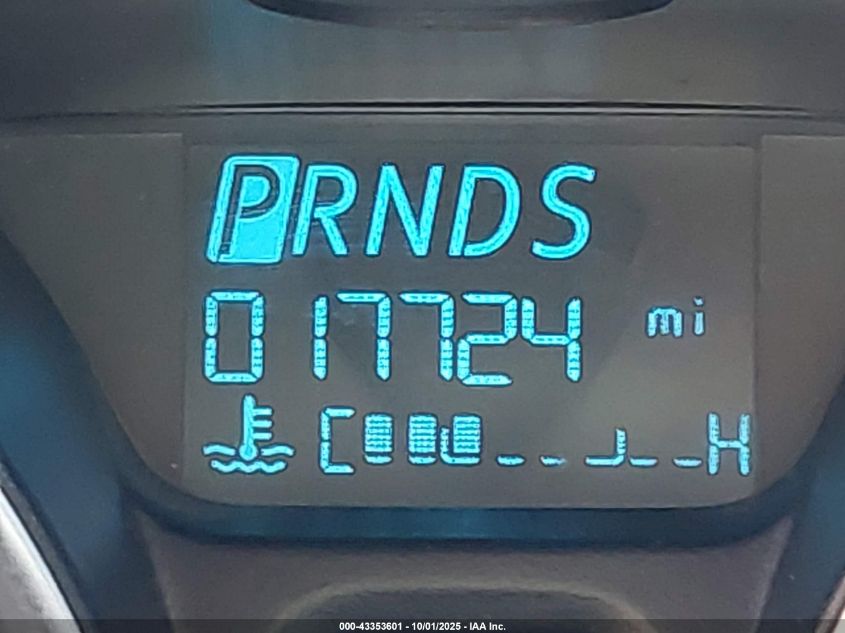 PRNDS
017724 mi
C H
000-43353601 - 10/01/2025 - IAA Inc.